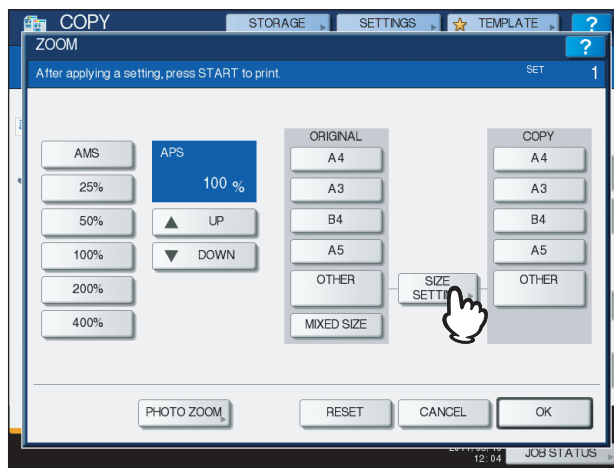 COPY
STORAGE
SETTINGS
TEMPLATE
?
ZOOM
?
After applying a setting, press START to print.
SET 1
AMS
25%
50%
100%
200%
400%
APS
100 %
UP
DOWN
ORIGINAL
A4
A3
B4
A5
OTHER
MIXED SIZE
SIZE
COPY
A4
A3
B4
A5
OTHER
PHOTO ZOOM
RESET
CANCEL
OK
12:04
JOB STATUS